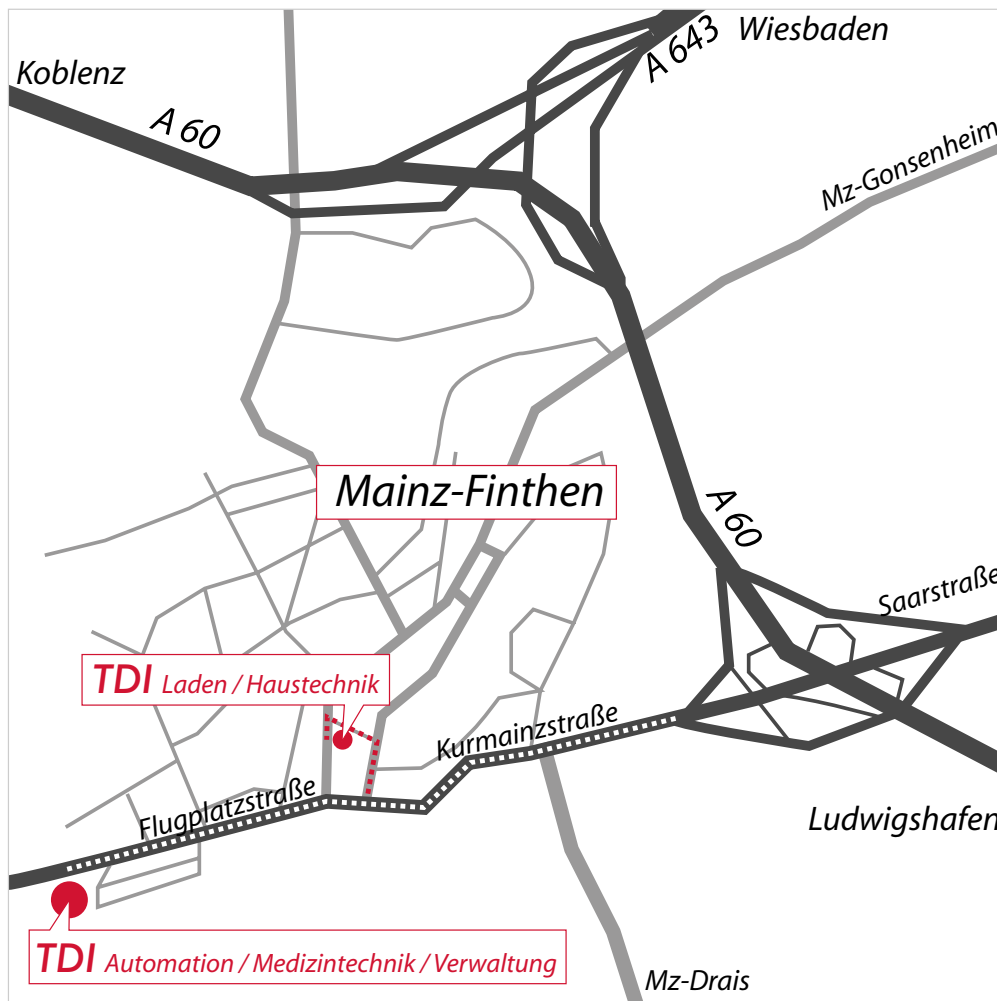 Wiesbaden
A 643
Koblenz
A 60
Mz-Gonsenheim
Mainz-Finthen
A 60
Saarstraße
TDI Laden / Haustechnik
Kurmainzstraße
Flugplatzstraße
Ludwigshafen
TDI Automation / Medizintechnik / Verwaltung
Mz-Drais